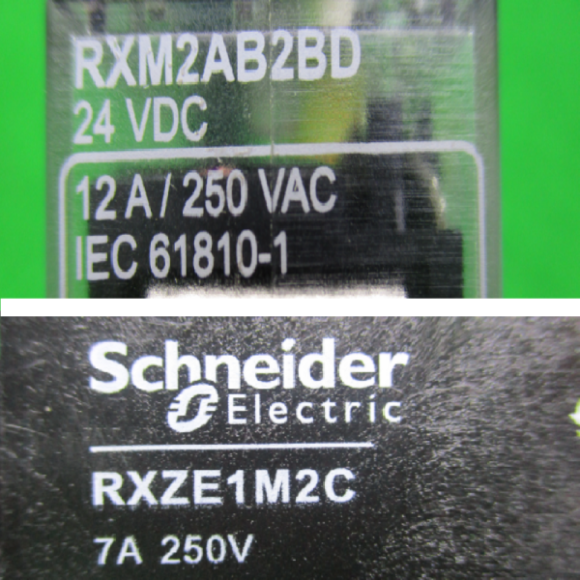 RXM2AB2BD
24 VDC
12 A / 250 VAC
IEC 61810-1
Schneider
Electric
RXZE1M2C
7A 250V